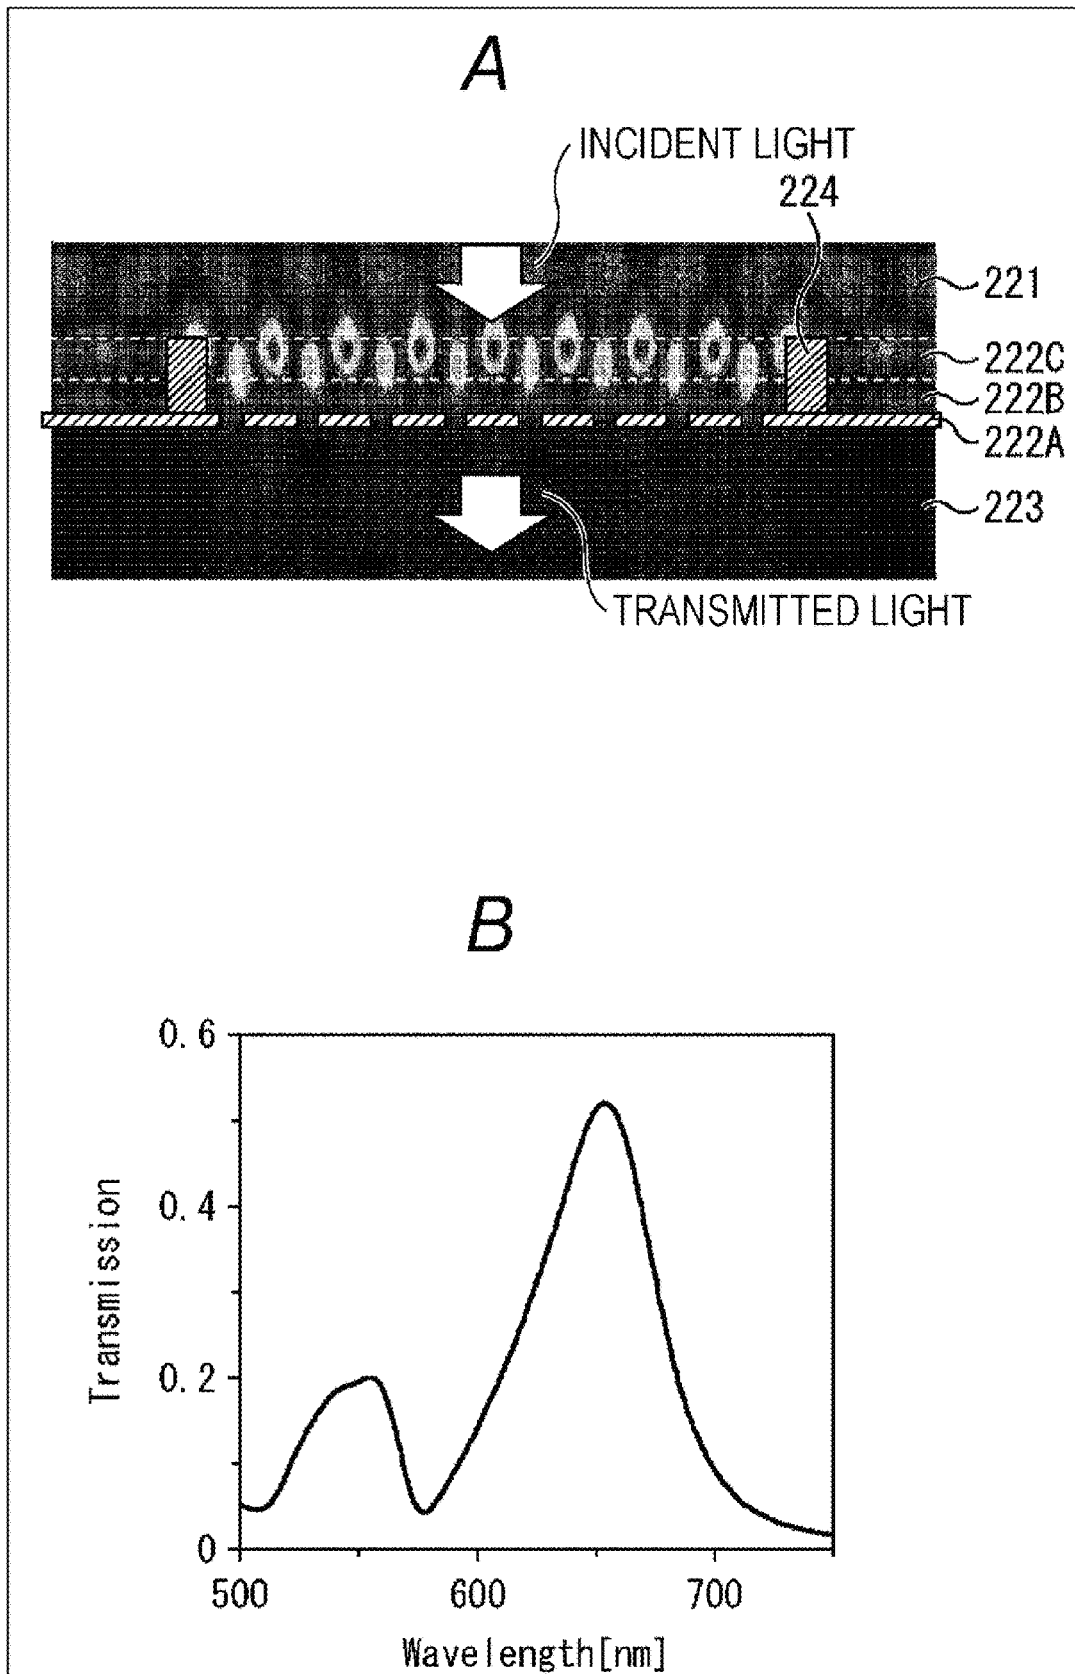 A
INCIDENT LIGHT
224
221
222C
222B
222A
223
TRANSMITTED LIGHT
B
0.6
0.4
0.2
0
Transmission
500 600 700
Wavelength[nm]